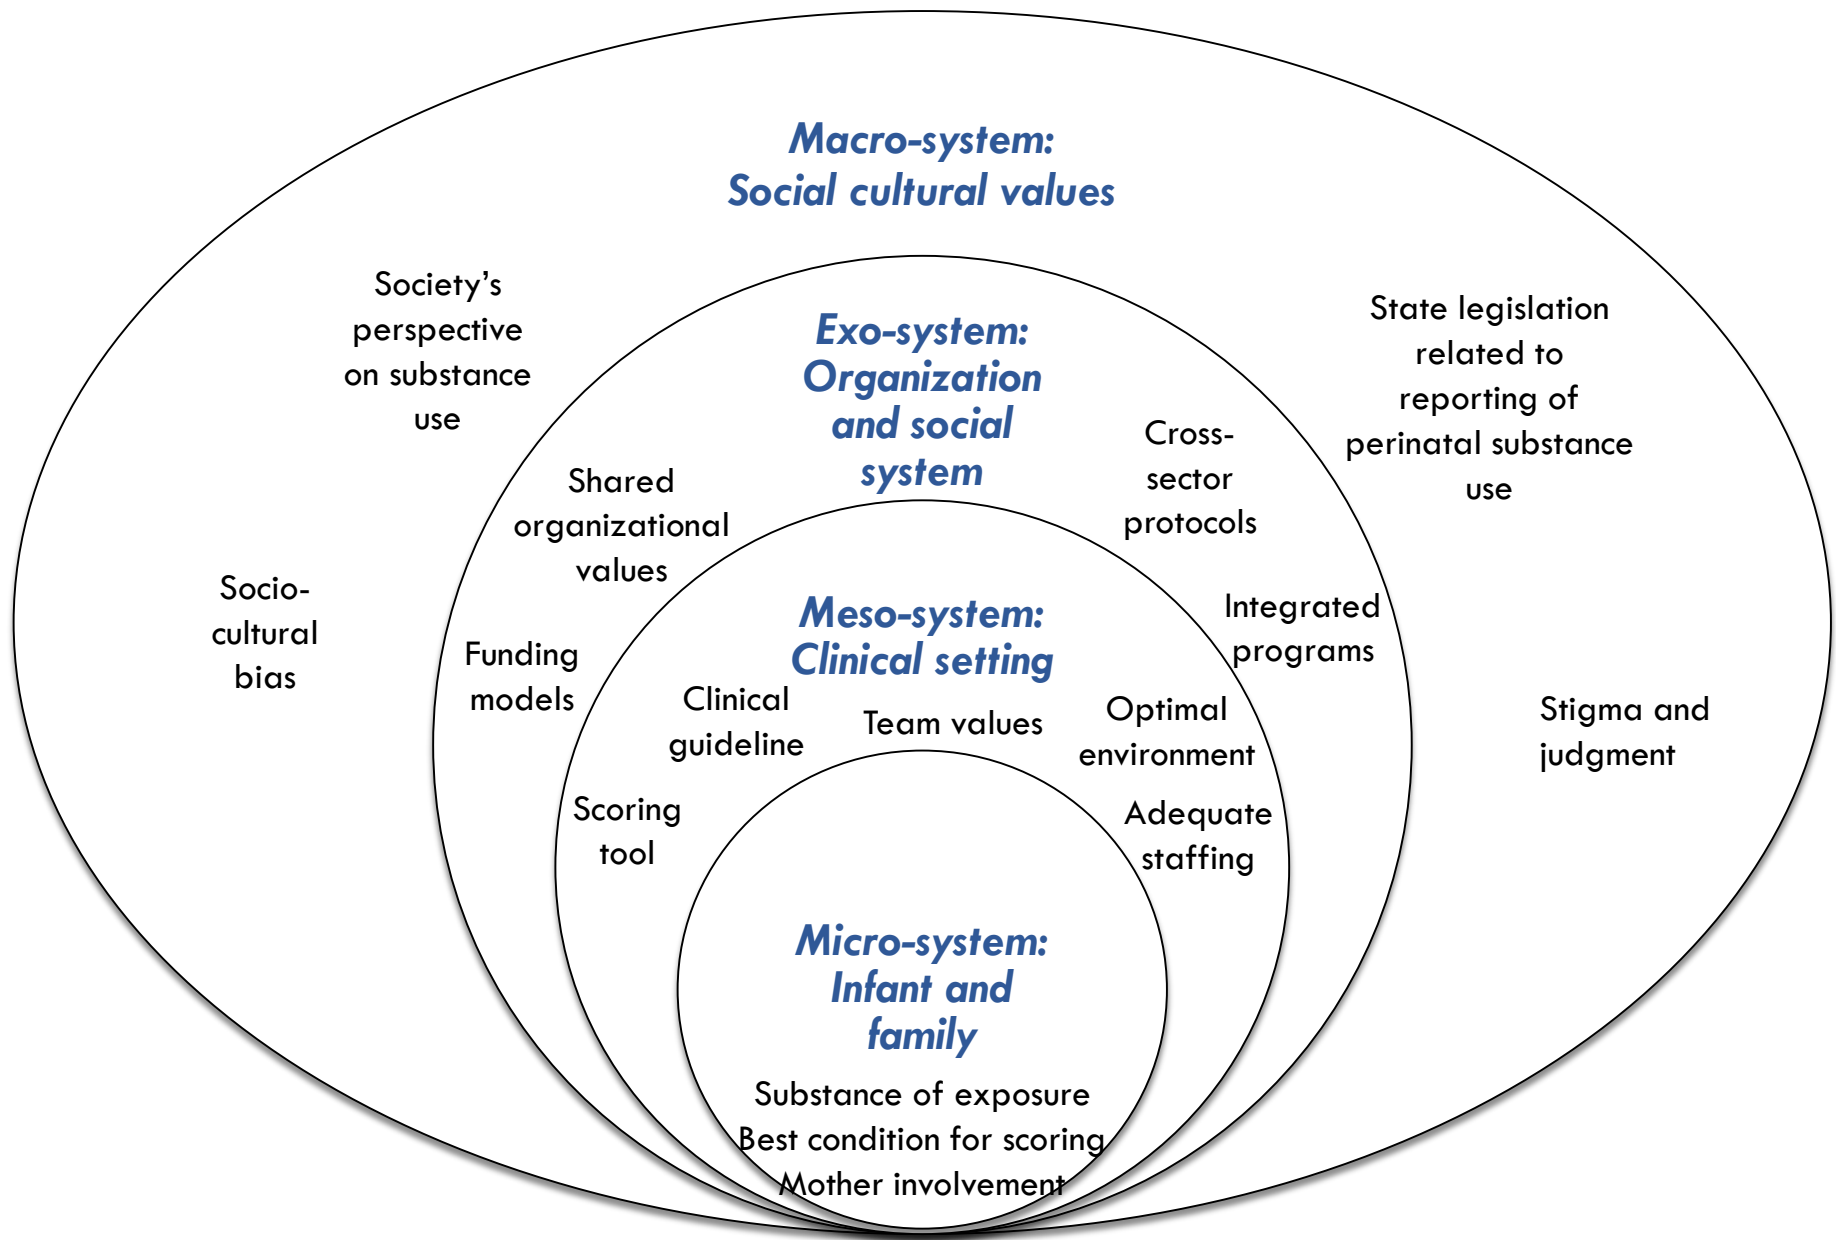 Macro-system:
Social cultural values
Society’s
perspective
on substance
use
State legislation
related to
reporting of
perinatal substance
use
Socio-
cultural
bias
Stigma and
judgment
Exo-system:
Organization
and social
system
Shared
organizational
values
Cross-
sector
protocols
Funding
models
Integrated
programs
Meso-system:
Clinical setting
Clinical
guideline
Team values
Optimal
environment
Scoring
tool
Adequate
staffing
Micro-system:
Infant and
family
Substance of exposure
Best condition for scoring
Mother involvement